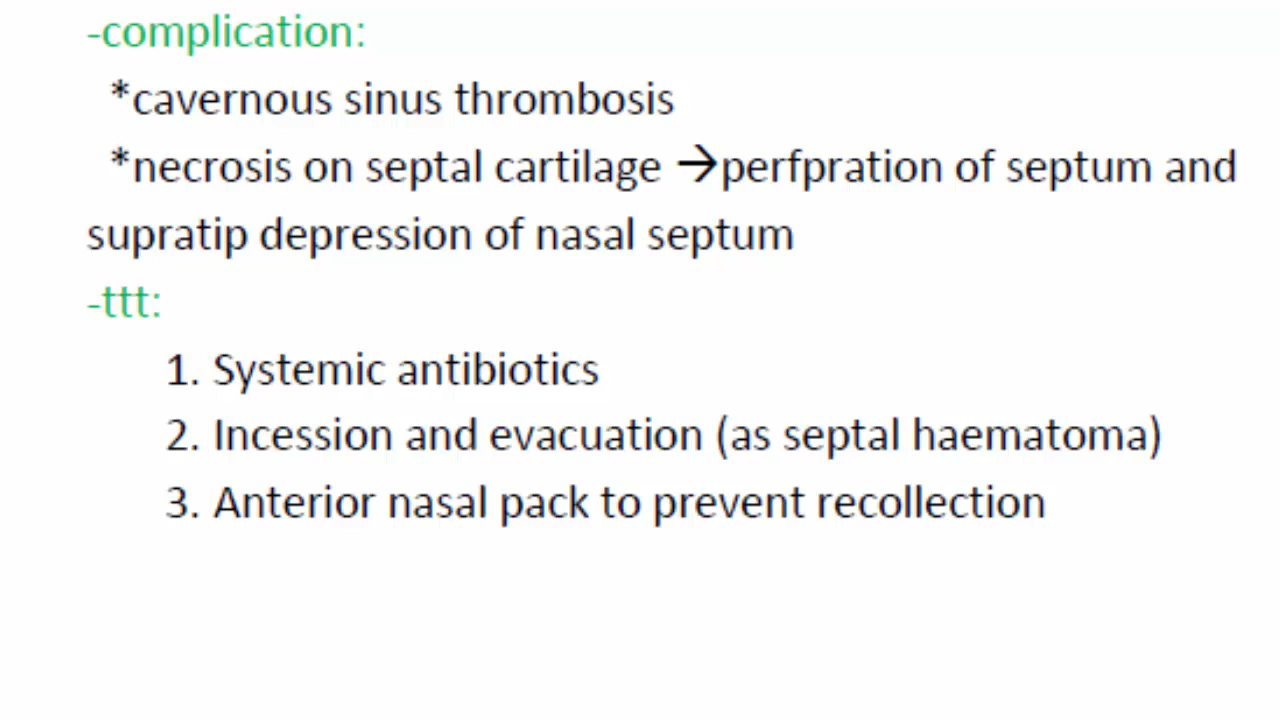 -complication:
*cavernous sinus thrombosis
*necrosis on septal cartilage →perfpration of septum and
supratip depression of nasal septum
-ttt:
1. Systemic antibiotics
2. Incession and evacuation (as septal haematoma)
3. Anterior nasal pack to prevent recollection